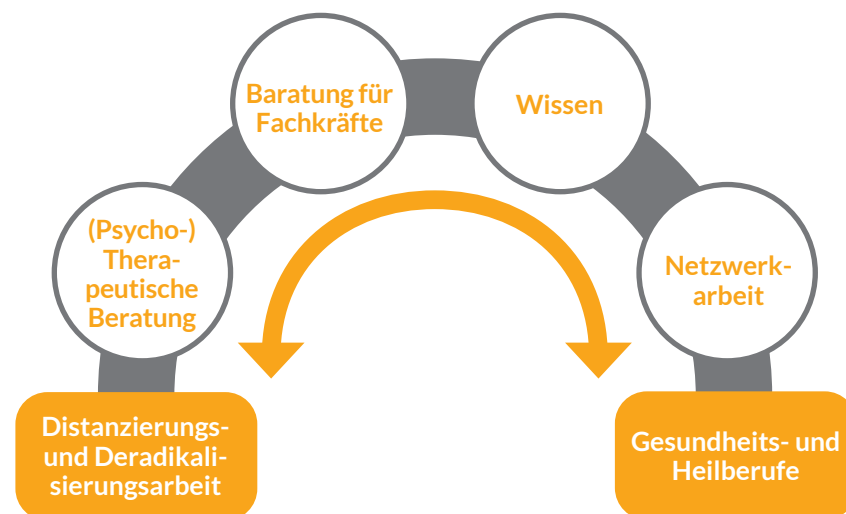 Baratung für
Fachkräfte
Wissen
(Psycho-)
Thera-
peutische
Beratung
Netzwerk-
arbeit
Distanzierungs-
und Deradikali-
sierungsarbeit
Gesundheits- und
Heilberufe